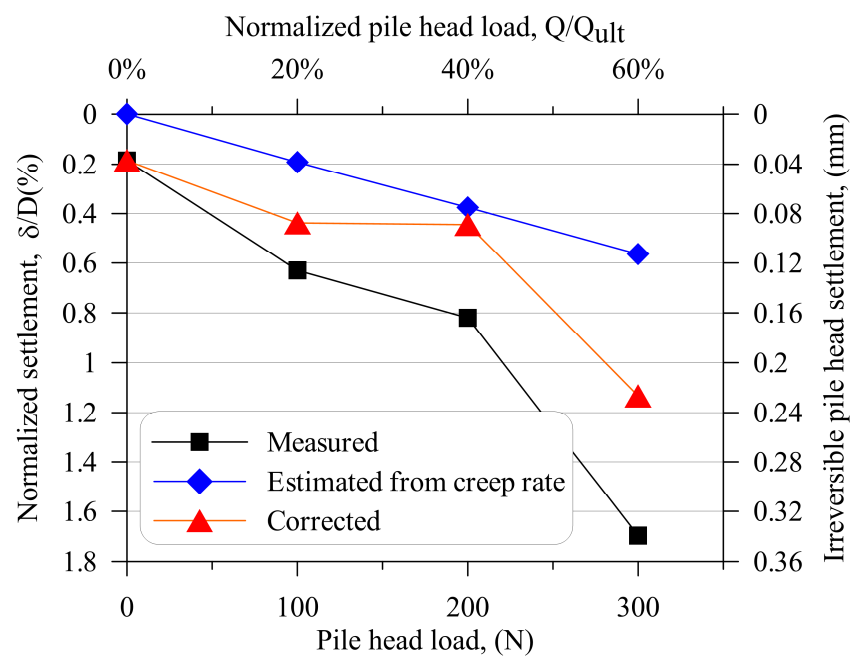 Normalized pile head load, Q/Qult
0% 20% 40% 60%
Normalized settlement, δ/D(%)
0
0.2
0.4
0.6
0.8
1
1.2
1.4
1.6
1.8
0
0.04
0.08
0.12
0.16
0.2
0.24
0.28
0.32
0.36
Irreversible pile head settlement, (mm)
Measured
Estimated from creep rate
Corrected
0 100 200 300
Pile head load, (N)